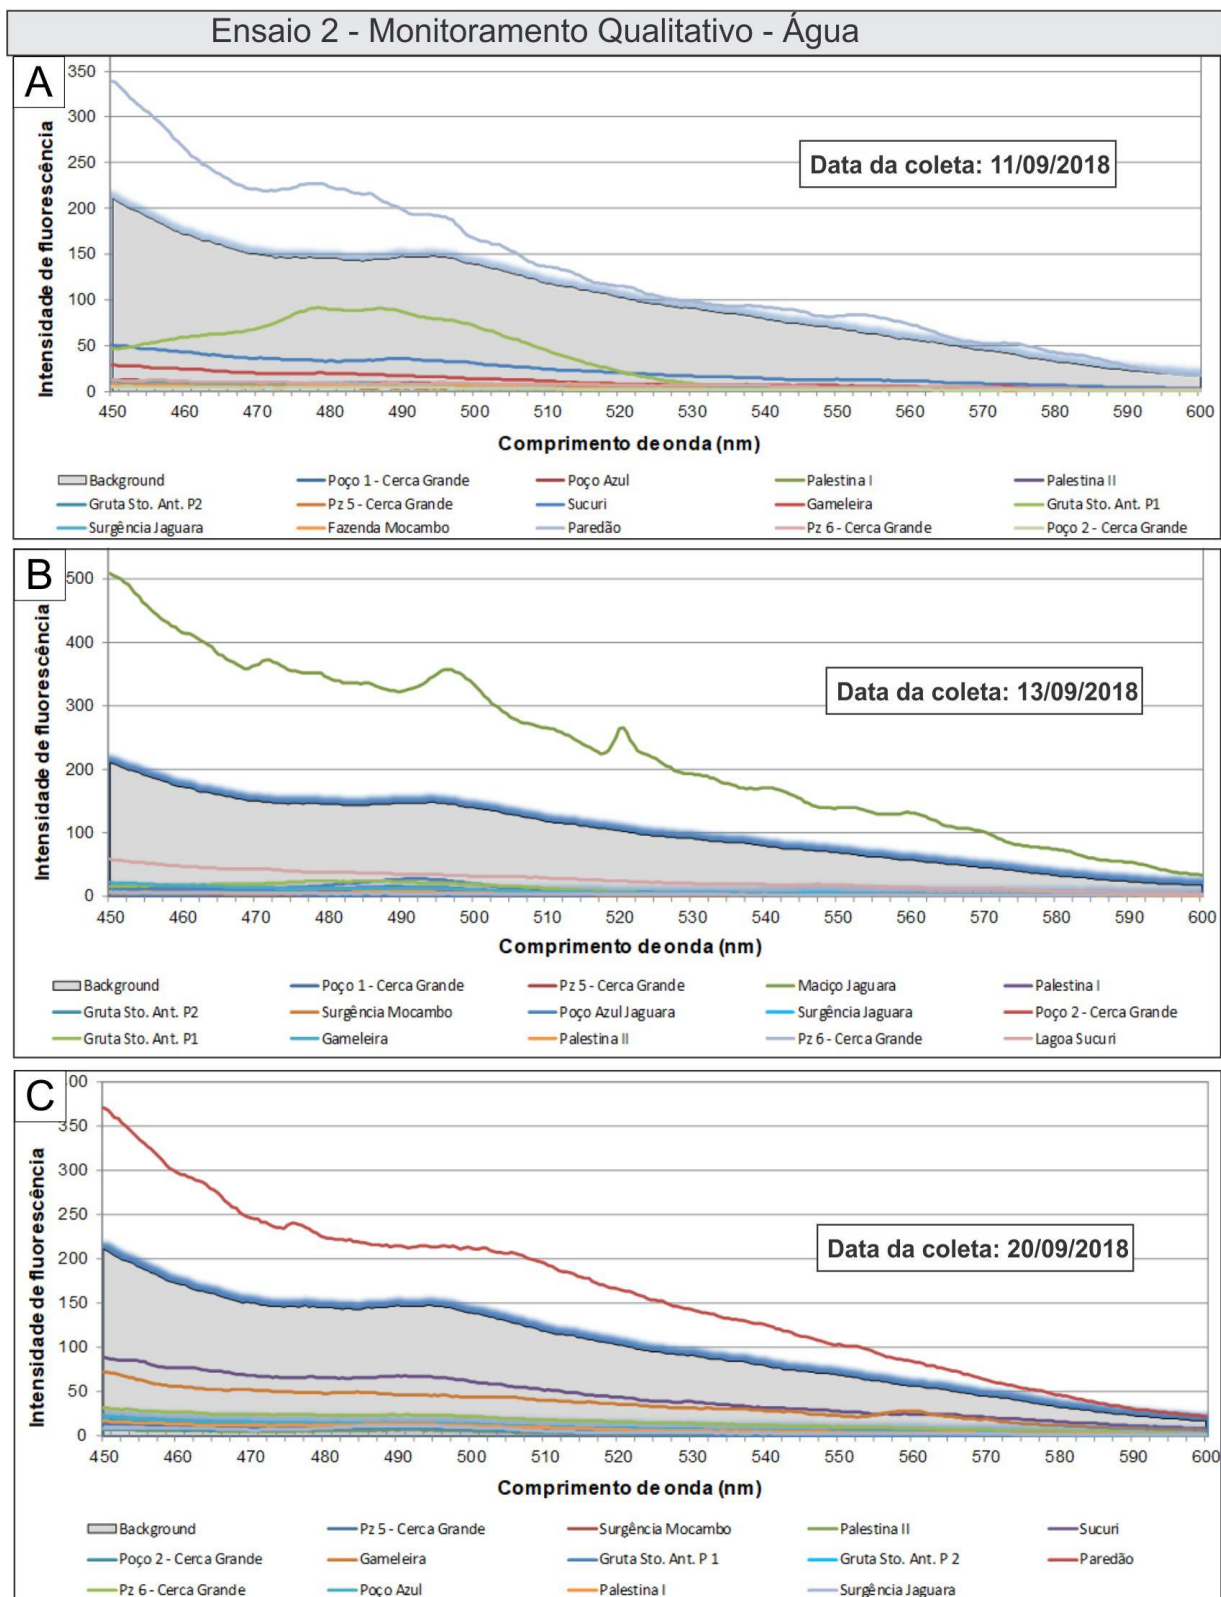 Ensaio 2 - Monitoramento Qualitativo - Água
A
Intensidade de fluorescência
350
300
250
200
150
100
50
0
Data da coleta: 11/09/2018
450 460 470 480 490 500 510 520 530 540 550 560 570 580 590 600
Comprimento de onda (nm)
Background Poço 1 - Cerca Grande Poço Azul Palestina I Palestina II
Gruta Sto. Ant. P2 Pz 5 - Cerca Grande Sucuri Gameleira Gruta Sto. Ant. P1
Surgência Jaguara Fazenda Mocambo Paredão Pz 6 - Cerca Grande Poço 2 - Cerca Grande
B
Intensidade de fluorescência
500
400
300
200
100
0
Data da coleta: 13/09/2018
450 460 470 480 490 500 510 520 530 540 550 560 570 580 590 600
Comprimento de onda (nm)
Background Poço 1 - Cerca Grande Pz 5 - Cerca Grande Maciço Jaguara Palestina I
Gruta Sto. Ant. P2 Surgência Mocambo Poço Azul Jaguara Surgência Jaguara Poço 2 - Cerca Grande
Gruta Sto. Ant. P1 Gameleira Palestina II Pz 6 - Cerca Grande Lagoa Sucuri
C
Intensidade de fluorescência
00
350
300
250
200
150
100
50
0
Data da coleta: 20/09/2018
450 460 470 480 490 500 510 520 530 540 550 560 570 580 590 600
Comprimento de onda (nm)
Background Pz 5 - Cerca Grande Surgência Mocambo Palestina II Sucuri
Poço 2 - Cerca Grande Gameleira Gruta Sto. Ant. P 1 Gruta Sto. Ant. P 2 Paredão
Pz 6 - Cerca Grande Poço Azul Palestina I Surgência Jaguara